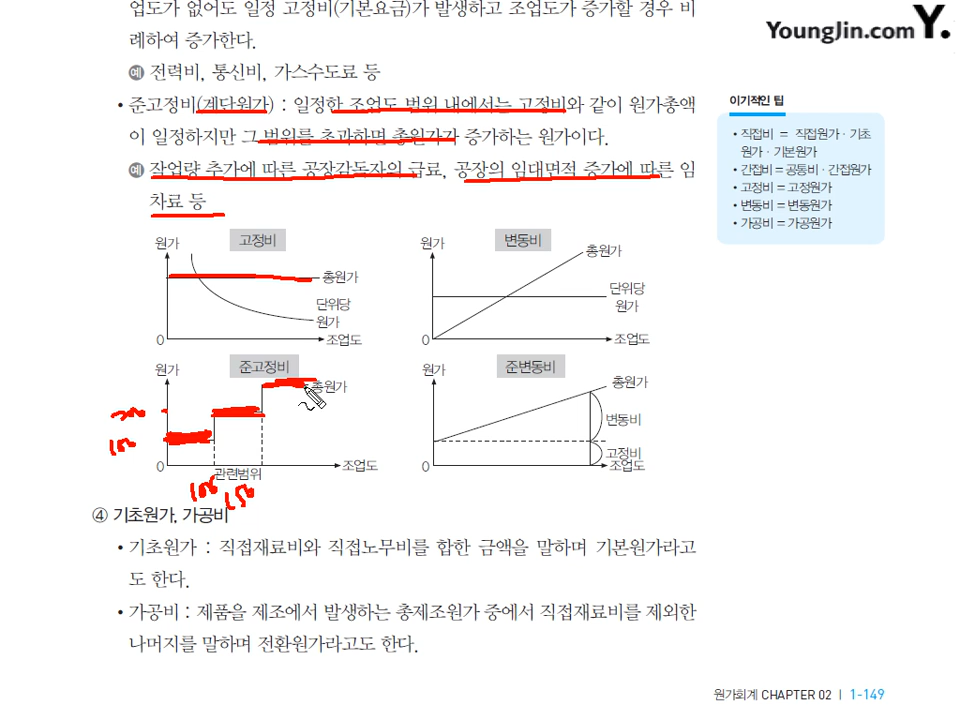 업도가 없어도 일정 고정비(기본요금)가 발생하고 조업도가 증가할 경우 비
례하여 증가한다.
예 전력비, 통신비, 가스수도료 등
• 준고정비(계단원가) : 일정한 조업도 범위 내에서는 고정비와 같이 원가총액
이 일정하지만 그 범위를 초과하면 총원가가 증가하는 원가이다.
예 작업량 추가에 따른 공장감독자의 급료, 공장의 임대면적 증가에 따른 임
차료 등
YoungJin.com Y.
이기적인 팁
• 직접비 = 직접원가 · 기초
원가 · 기본원가
• 간접비 = 공통비 · 간접원가
• 고정비 = 고정원가
• 변동비 = 변동원가
• 가공비 = 가공원가
원가
고정비
총원가
단위당
원가
0
조업도
원가
변동비
총원가
단위당
원가
0
조업도
원가
준고정비
총원가
0
조업도
관련범위
100
150
원가
준변동비
총원가
변동비
고정비
0
조업도
④ 기초원가, 가공비
• 기초원가 : 직접재료비와 직접노무비를 합한 금액을 말하며 기본원가라고
도 한다.
• 가공비 : 제품을 제조에서 발생하는 총제조원가 중에서 직접재료비를 제외한
나머지를 말하며 전환원가라고도 한다.
원가회계 CHAPTER 02 | 1-149